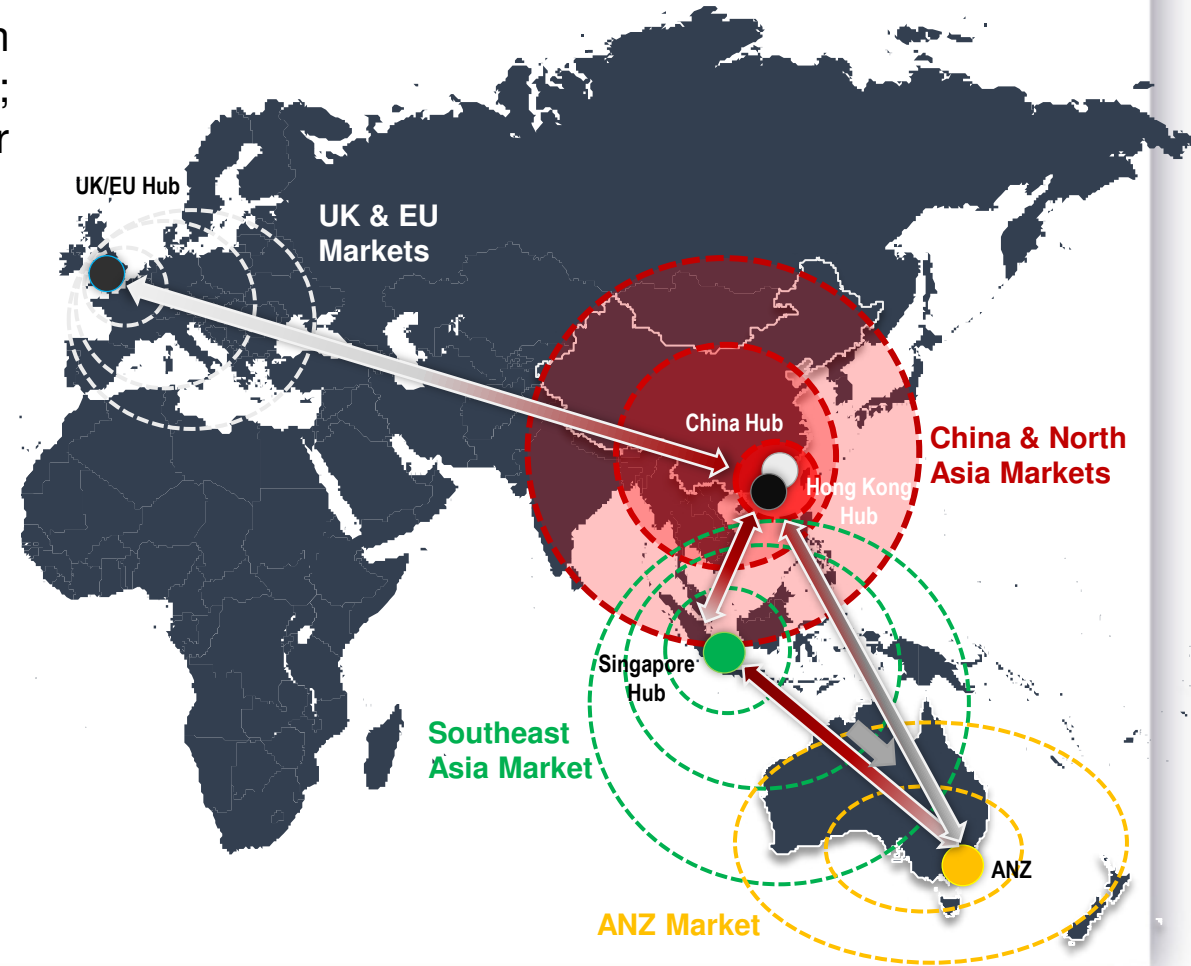 n
;
r
UK/EU Hub
UK & EU
Markets
China Hub
China & North
Asia Markets
Hong Kong
Hub
Singapore
Hub
Southeast
Asia Market
ANZ
ANZ Market